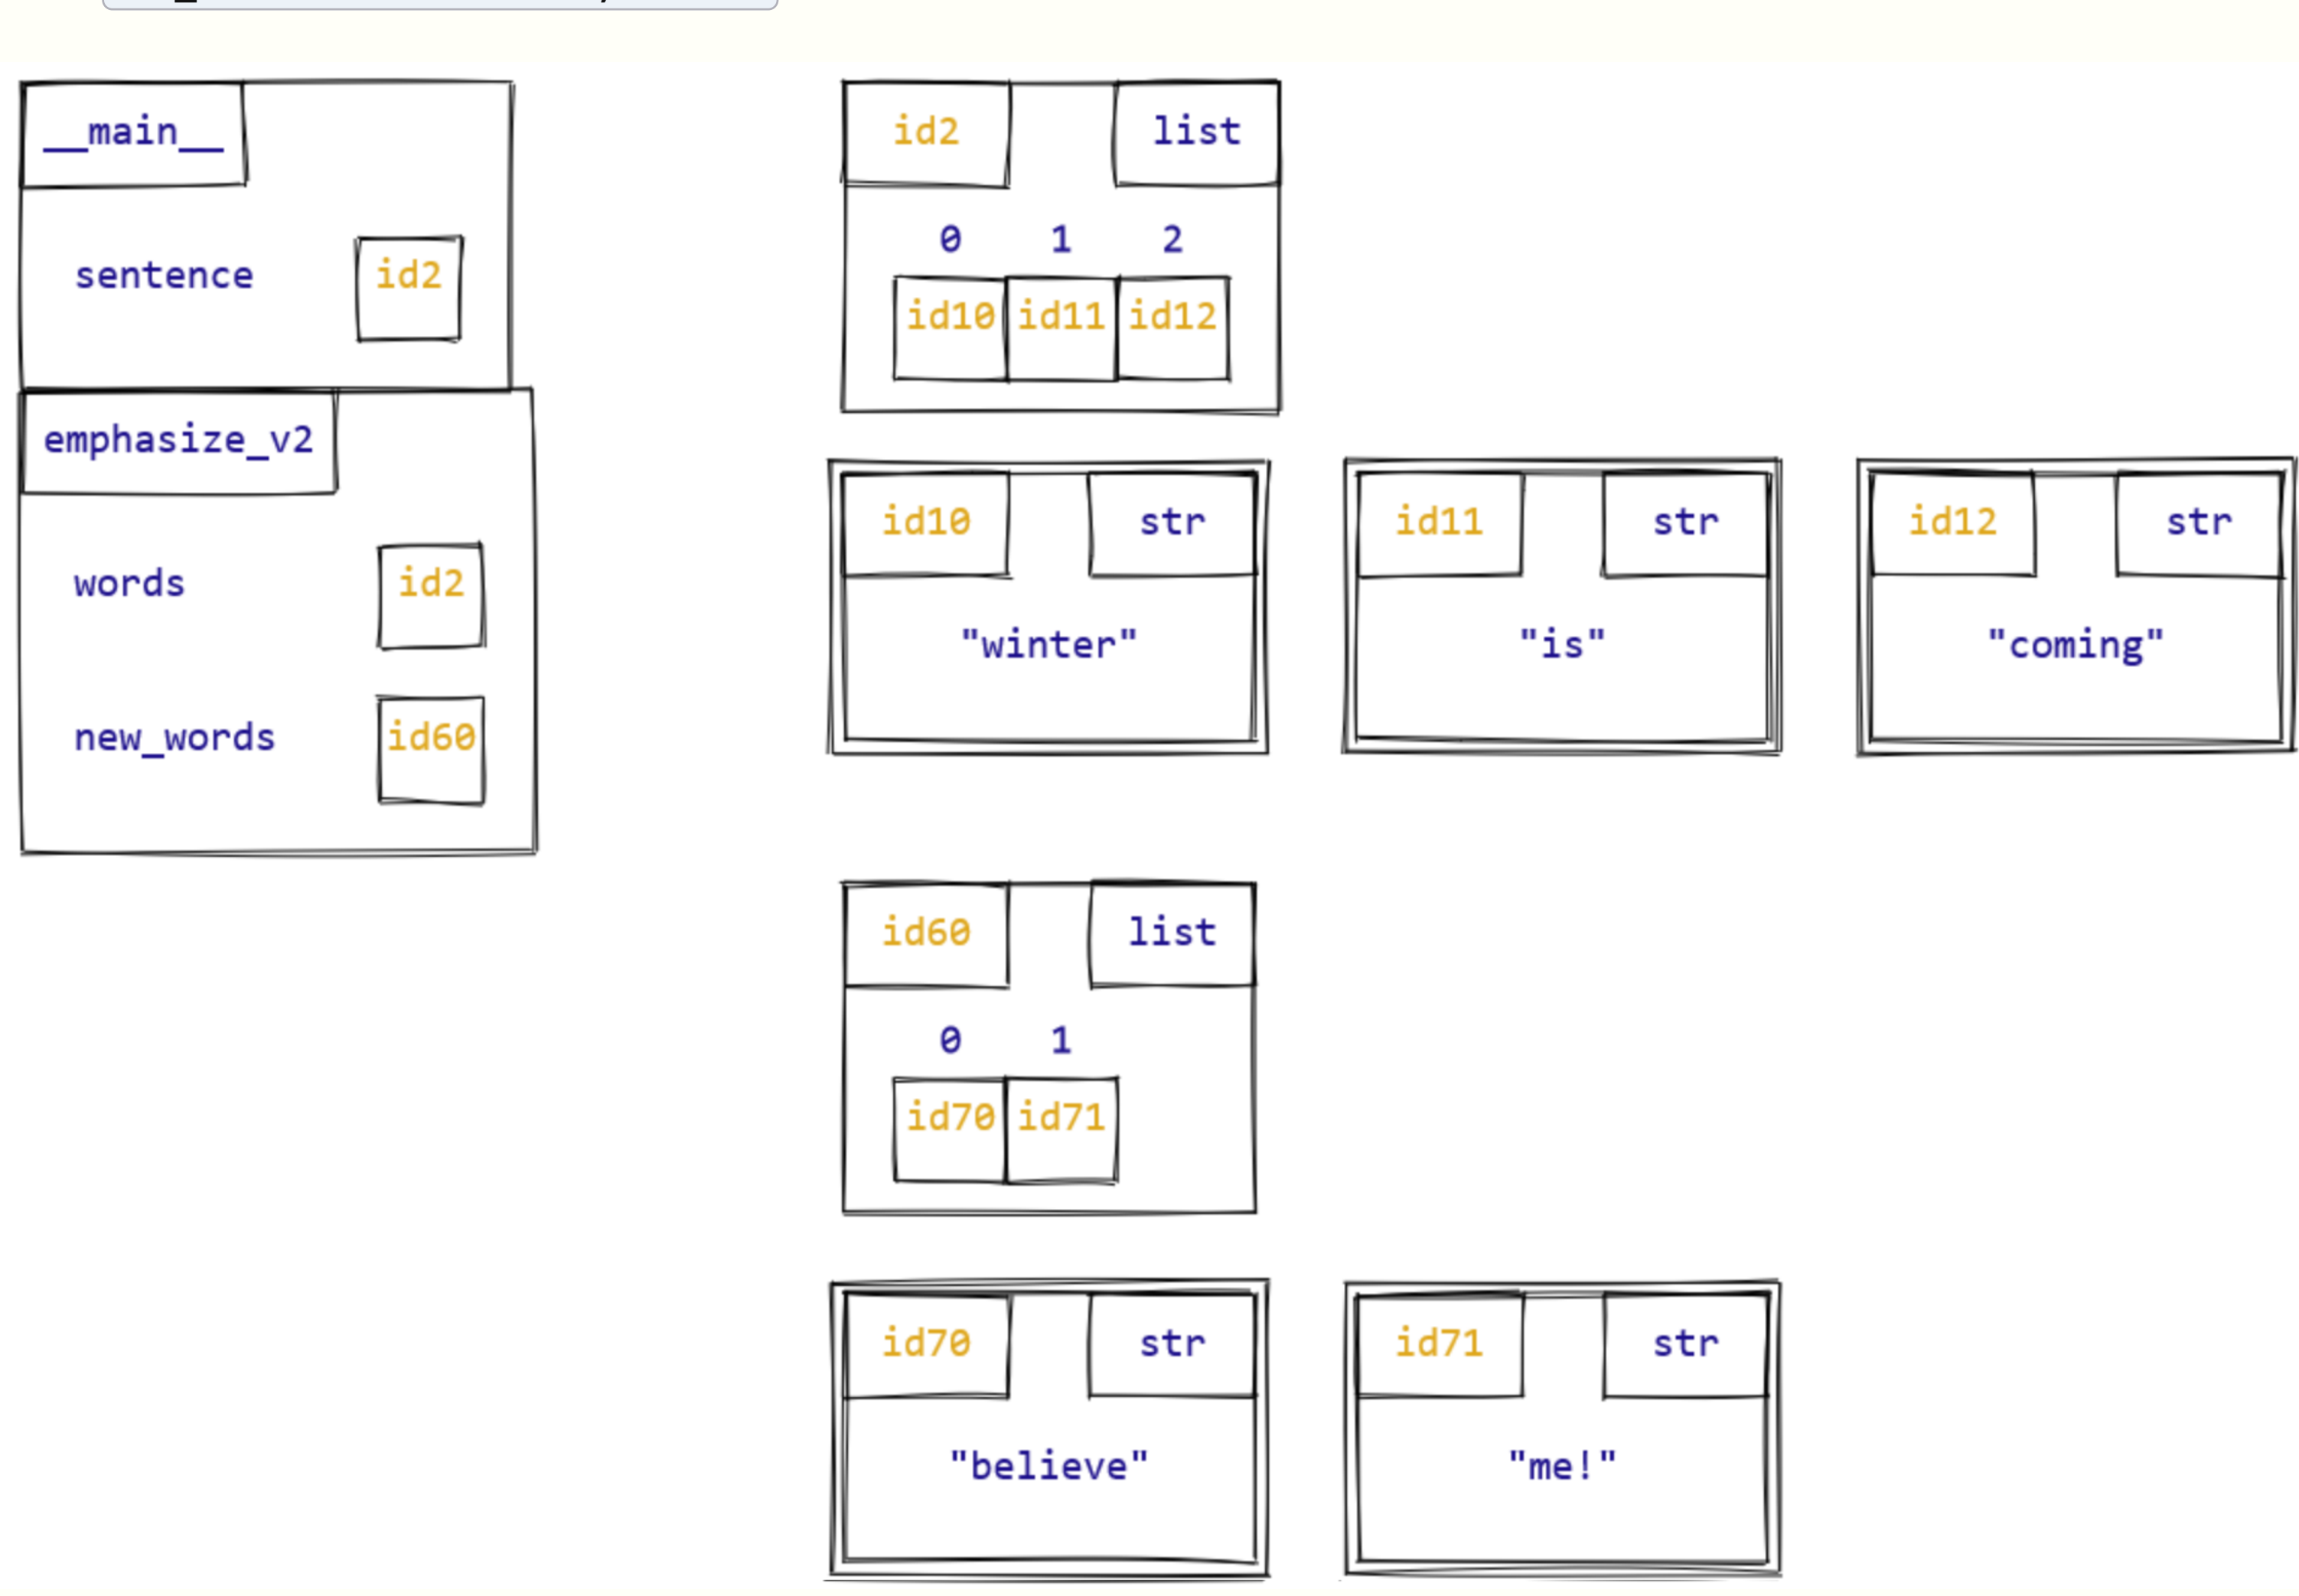 __main__
sentence id2
emphasize_v2
words id2
new_words id60
id2 list
0 1 2
id10 id11 id12
id10 str
"winter"
id11 str
"is"
id12 str
"coming"
id60 list
0 1
id70 id71
id70 str
"believe"
id71 str
"me!"